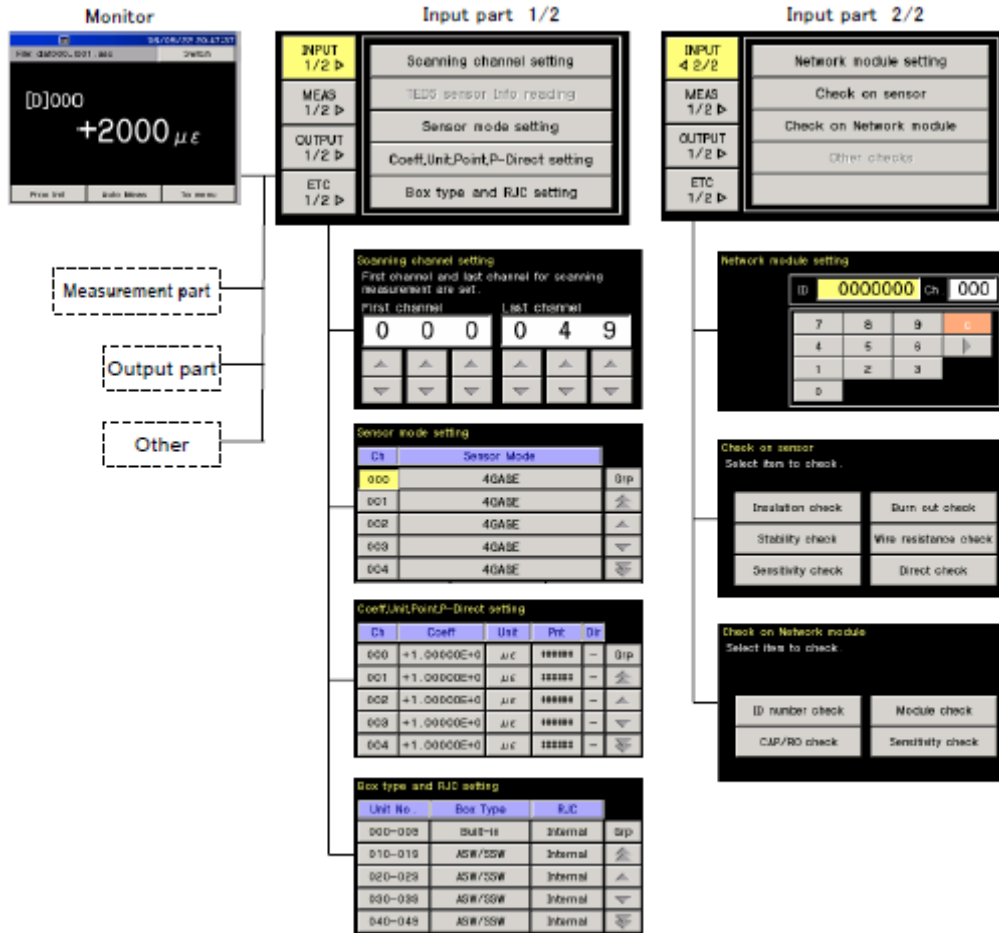 Monitor
Switch
[D]000
+2000 με
Auto Meas
To menu
Measurement part
Output part
Other
Input part 1/2
INPUT
1/2
MEAS
1/2
OUTPUT
1/2
ETC
1/2
Scanning channel setting
TEDS sensor Info reading
Sensor mode setting
Coeff,Unit,Point,P-Direct setting
Box type and RJC setting
Scanning channel setting
First channel and last channel for scanning
measurement are set.
First channel Last channel
0 0 0 0 4 9
Sensor mode setting
Ch Sensor Mode
000 4GAGE Grp
001 4GAGE
002 4GAGE
003 4GAGE
004 4GAGE
Coeff,Unit,Point,P-Direct setting
Ch Coeff Unit Pnt Dir
000 +1.00000E+0 με ****** - Grp
001 +1.00000E+0 με ****** -
002 +1.00000E+0 με ****** -
003 +1.00000E+0 με ****** -
004 +1.00000E+0 με ****** -
Box type and RJC setting
Unit No. Box Type RJC
000-009 Built-in Internal Grp
010-019 ASW/SSW Internal
020-029 ASW/SSW Internal
030-039 ASW/SSW Internal
040-049 ASW/SSW Internal
Input part 2/2
INPUT
2/2
MEAS
1/2
OUTPUT
1/2
ETC
1/2
Network module setting
Check on sensor
Check on Network module
Other checks
Network module setting
ID 0000000 Ch 000
7 8 9 C
4 5 6
1 2 3
0
Check on sensor
Select item to check.
Insulation check Burn out check
Stability check Wire resistance check
Sensitivity check Direct check
Check on Network module
Select item to check.
ID number check Module check
CAP/RO check Sensitivity check